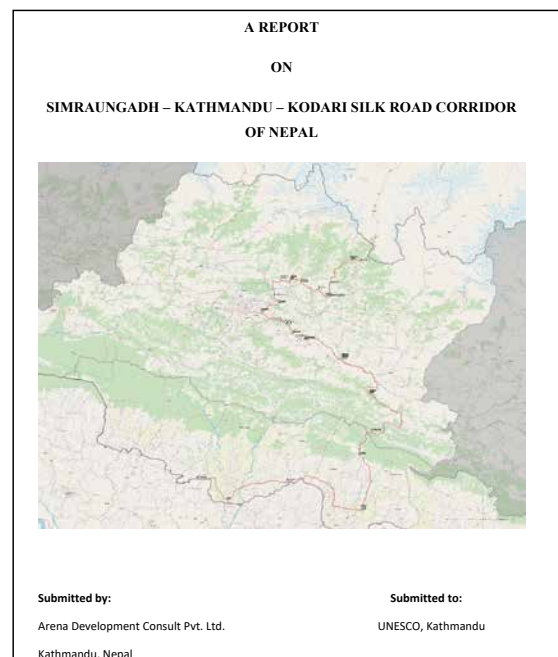 A REPORT
ON
SIMRAUNGADH – KATHMANDU – KODARI SILK ROAD CORRIDOR
OF NEPAL
Submitted by:
Submitted to:
Arena Development Consult Pvt. Ltd.
UNESCO, Kathmandu
Kathmandu, Nepal